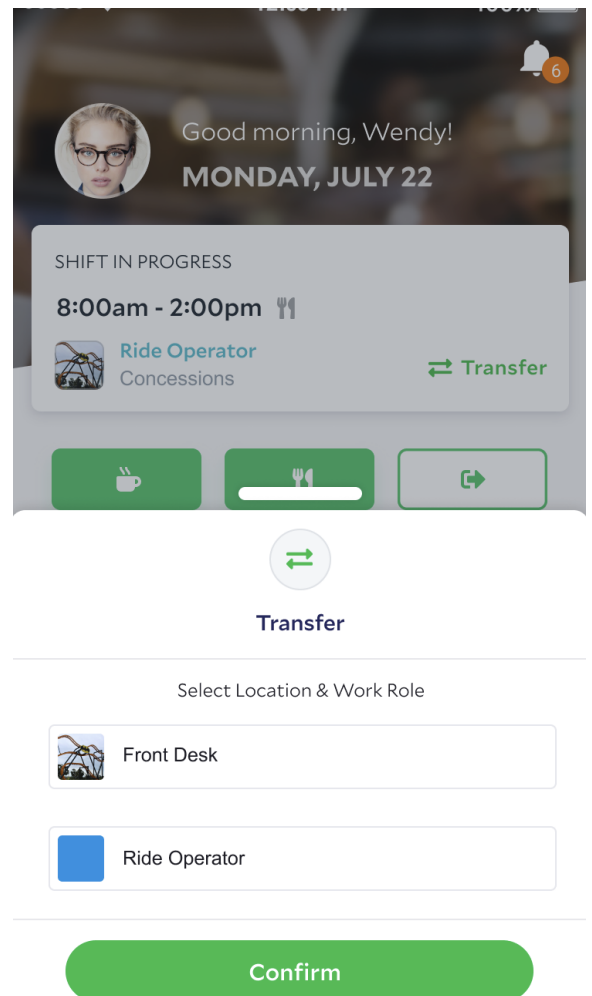 6
Good morning, Wendy!
MONDAY, JULY 22
SHIFT IN PROGRESS
8:00am - 2:00pm
Ride Operator
Concessions
Transfer
Transfer
Select Location & Work Role
Front Desk
Ride Operator
Confirm